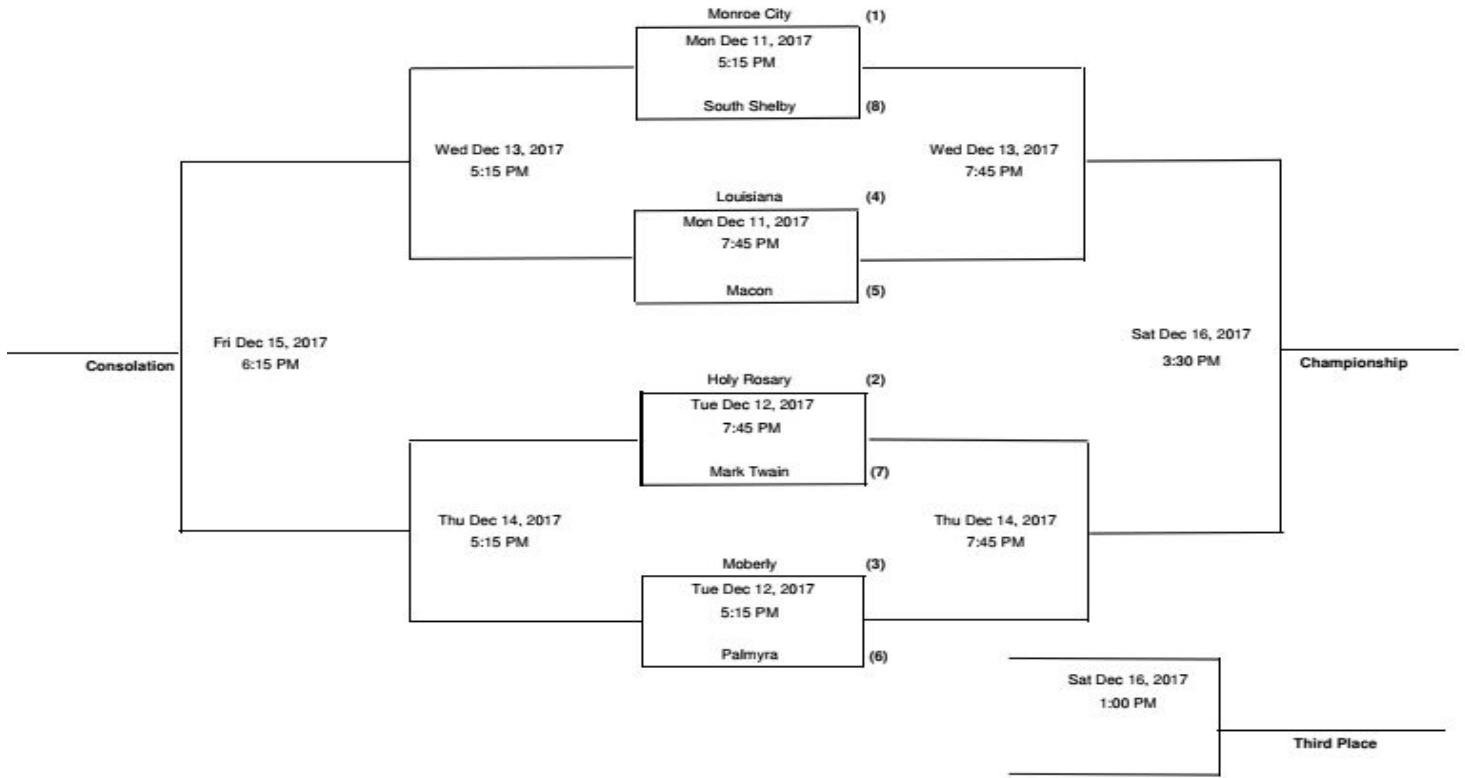 Monroe City (1)
Mon Dec 11, 2017
5:15 PM
South Shelby (8)
Wed Dec 13, 2017
5:15 PM
Wed Dec 13, 2017
7:45 PM
Louisiana (4)
Mon Dec 11, 2017
7:45 PM
Macon (5)
Fri Dec 15, 2017
6:15 PM
Consolation
Sat Dec 16, 2017
3:30 PM
Championship
Holy Rosary (2)
Tue Dec 12, 2017
7:45 PM
Mark Twain (7)
Thu Dec 14, 2017
5:15 PM
Thu Dec 14, 2017
7:45 PM
Moberly (3)
Tue Dec 12, 2017
5:15 PM
Palmyra (6)
Sat Dec 16, 2017
1:00 PM
Third Place